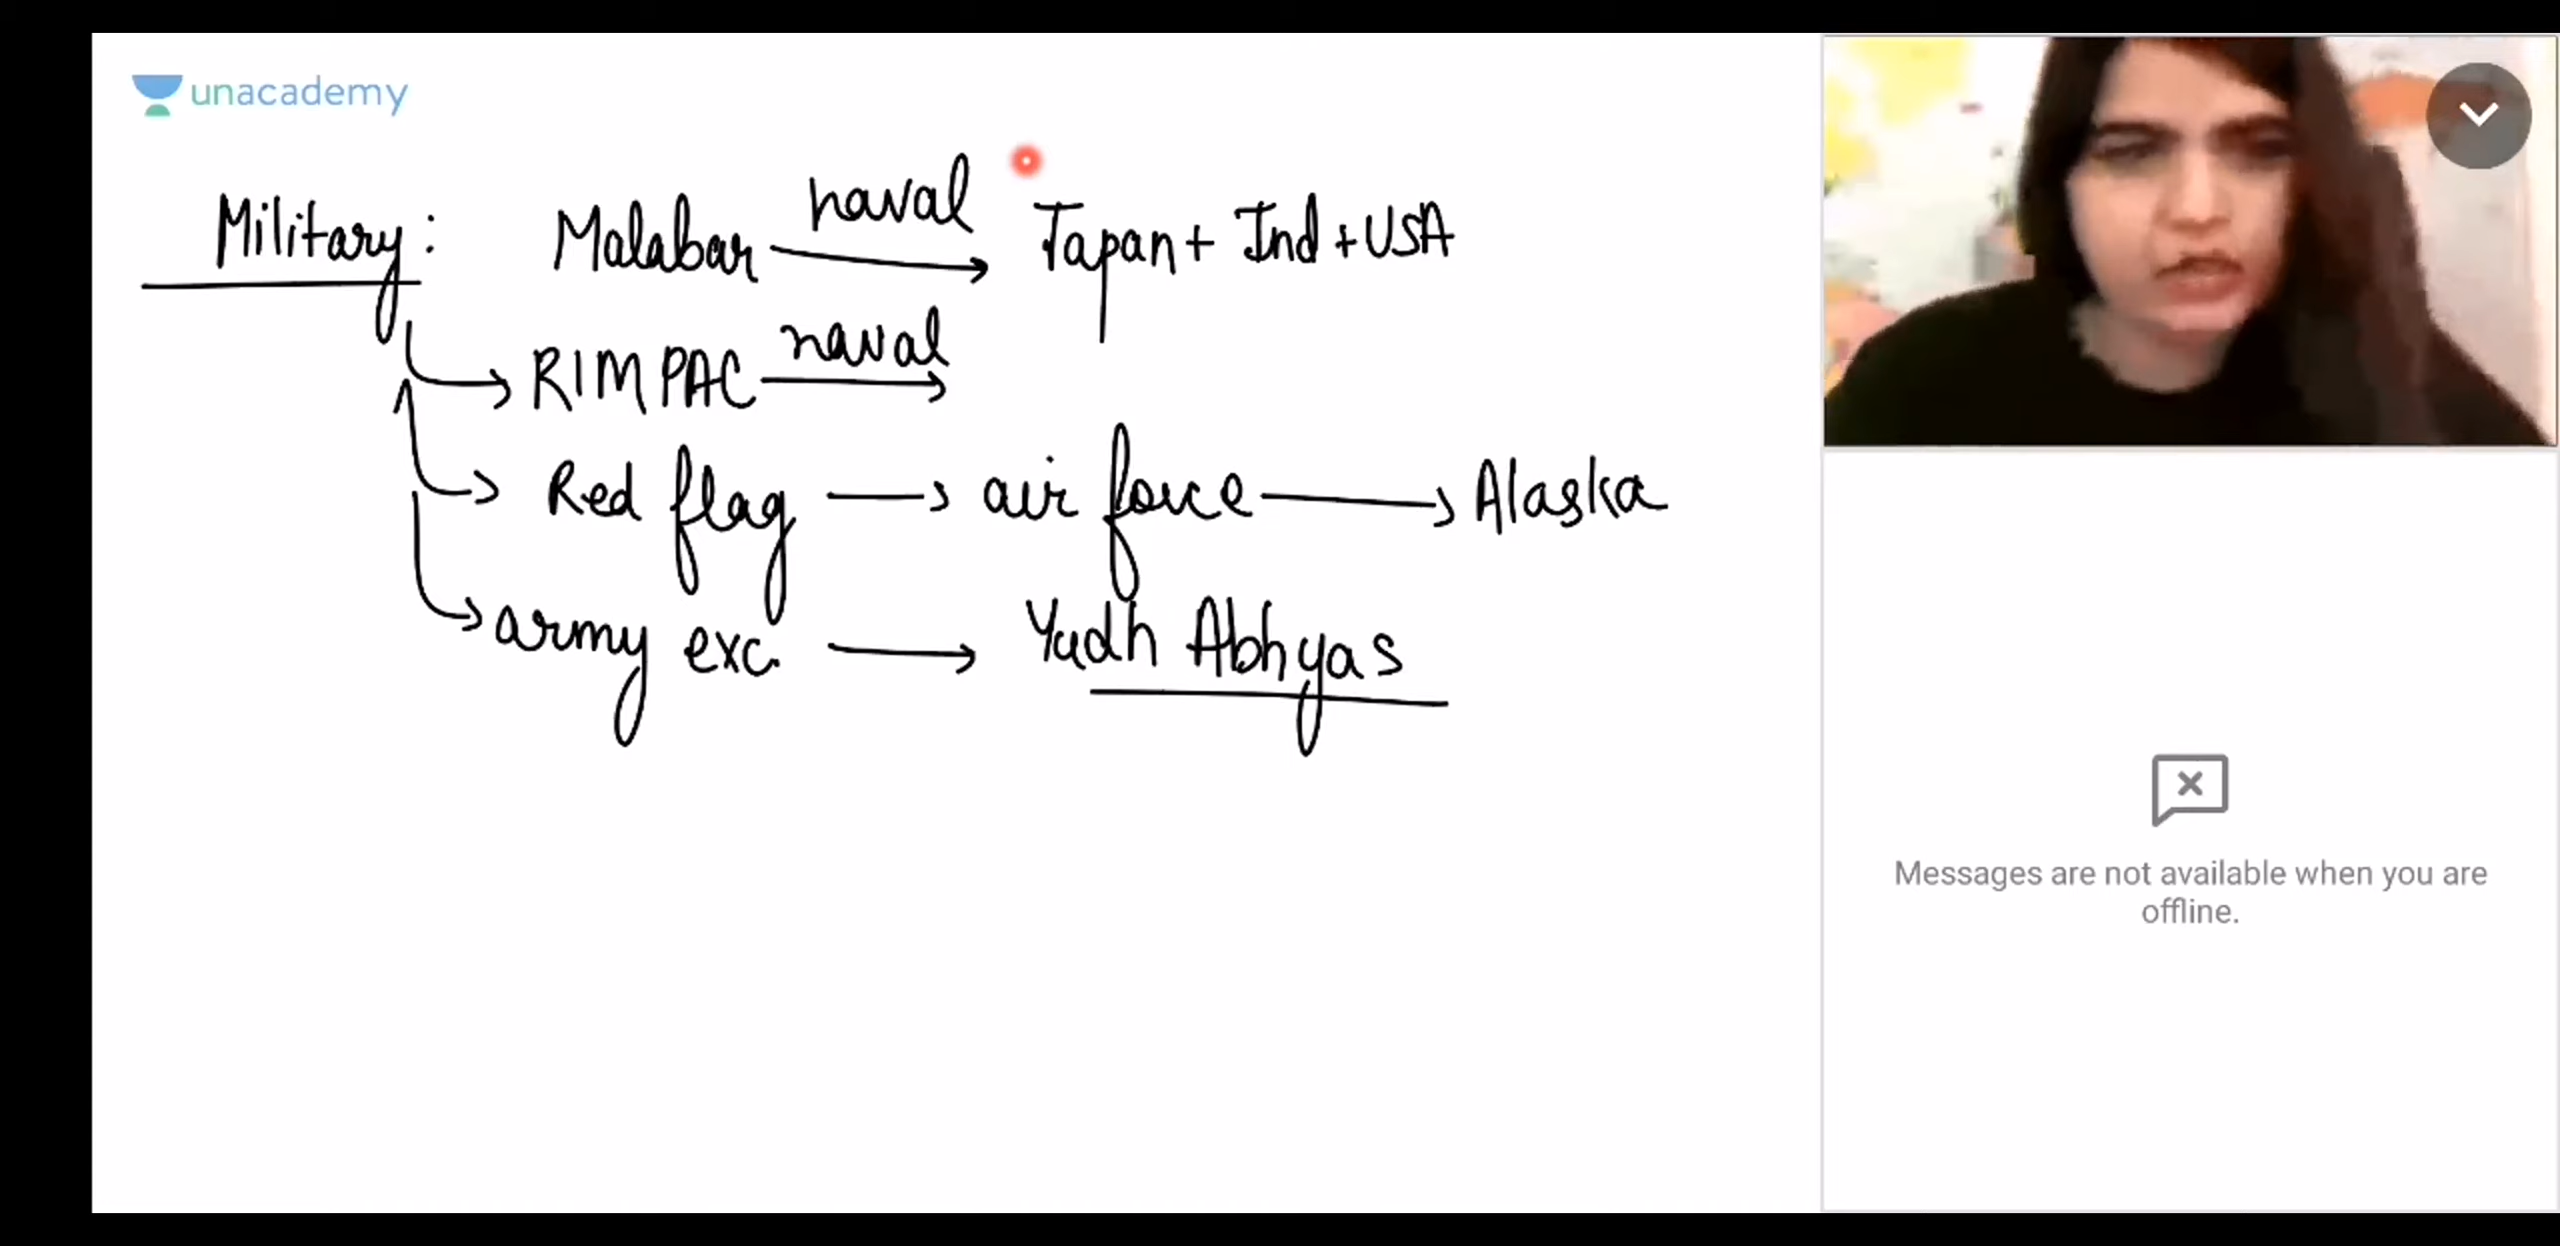 unacademy
Military: Malabar naval Japan + Ind + USA
RIMPAC naval
Red flag air force Alaska
army exc. Yudh Abhyas
Messages are not available when you are
offline.